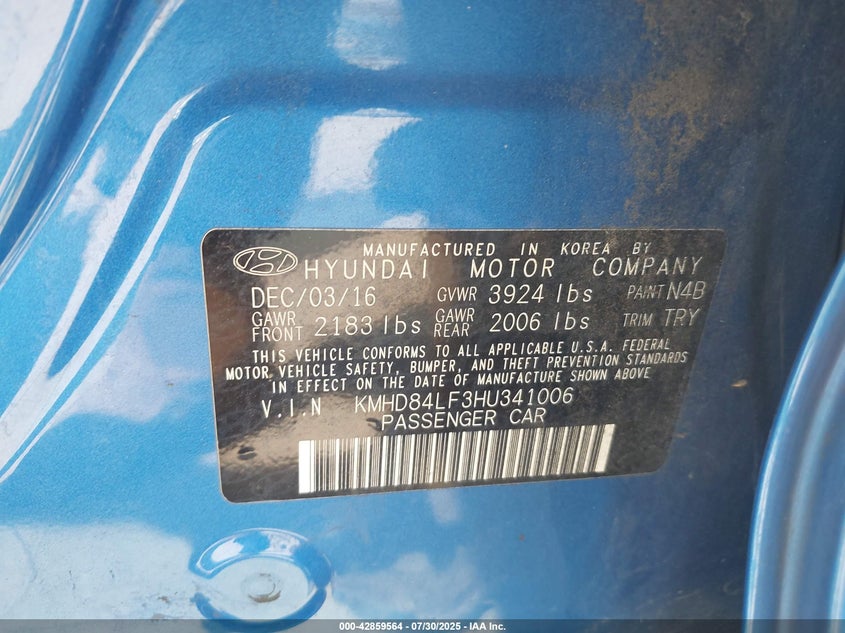 MANUFACTURED IN KOREA BY
HYUNDAI MOTOR COMPANY
DEC/03/16 GVWR 3924 lbs PAINT N4B
GAWR FRONT 2183 lbs GAWR REAR 2006 lbs TRIM TRY
THIS VEHICLE CONFORMS TO ALL APPLICABLE U.S.A. FEDERAL
MOTOR VEHICLE SAFETY, BUMPER, AND THEFT PREVENTION STANDARDS
IN EFFECT ON THE DATE OF MANUFACTURE SHOWN ABOVE
V.I.N KMHD84LF3HU341006
PASSENGER CAR
000-42859564 - 07/30/2025 - IAA Inc.